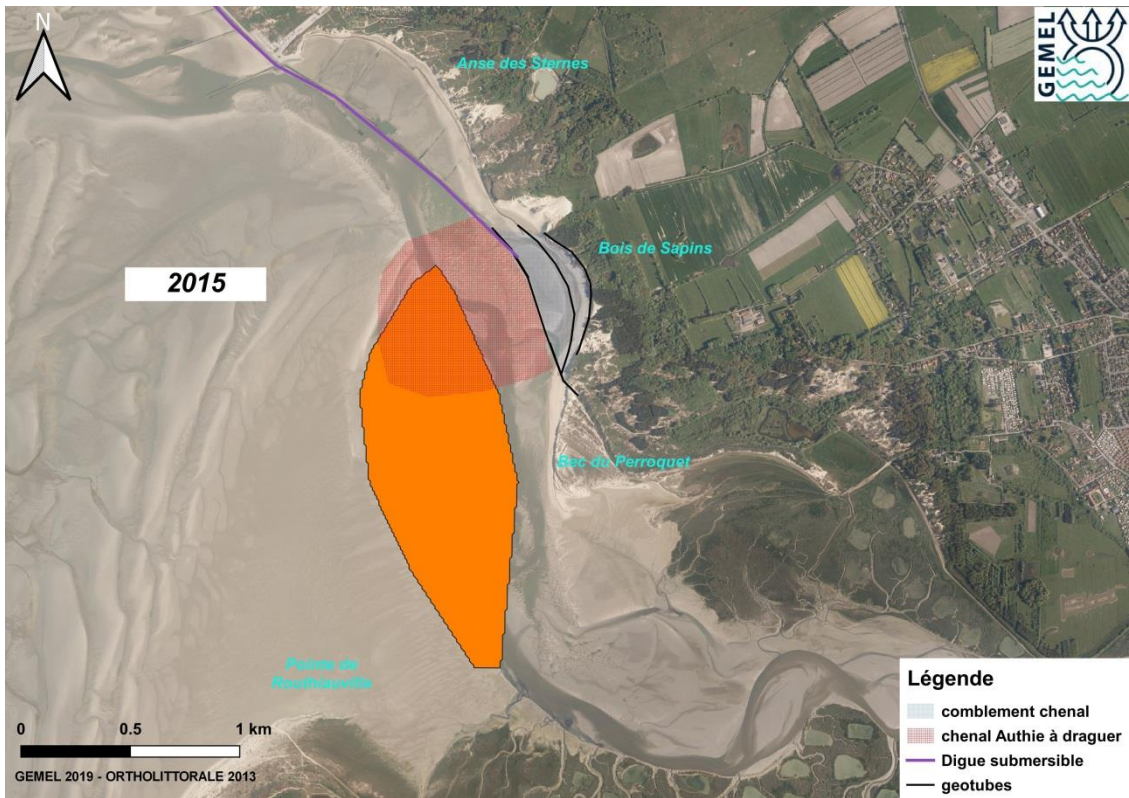 N
Anse des Sternes
GEMEL
Bois de Sapins
2015
Bec du Perroquet
Pointe de
Routhiauville
Légende
comblement chenal
chenal Authie à draguer
Digue submersible
geotubes
0 0.5 1 km
GEMEL 2019 - ORTHOLITTORALE 2013